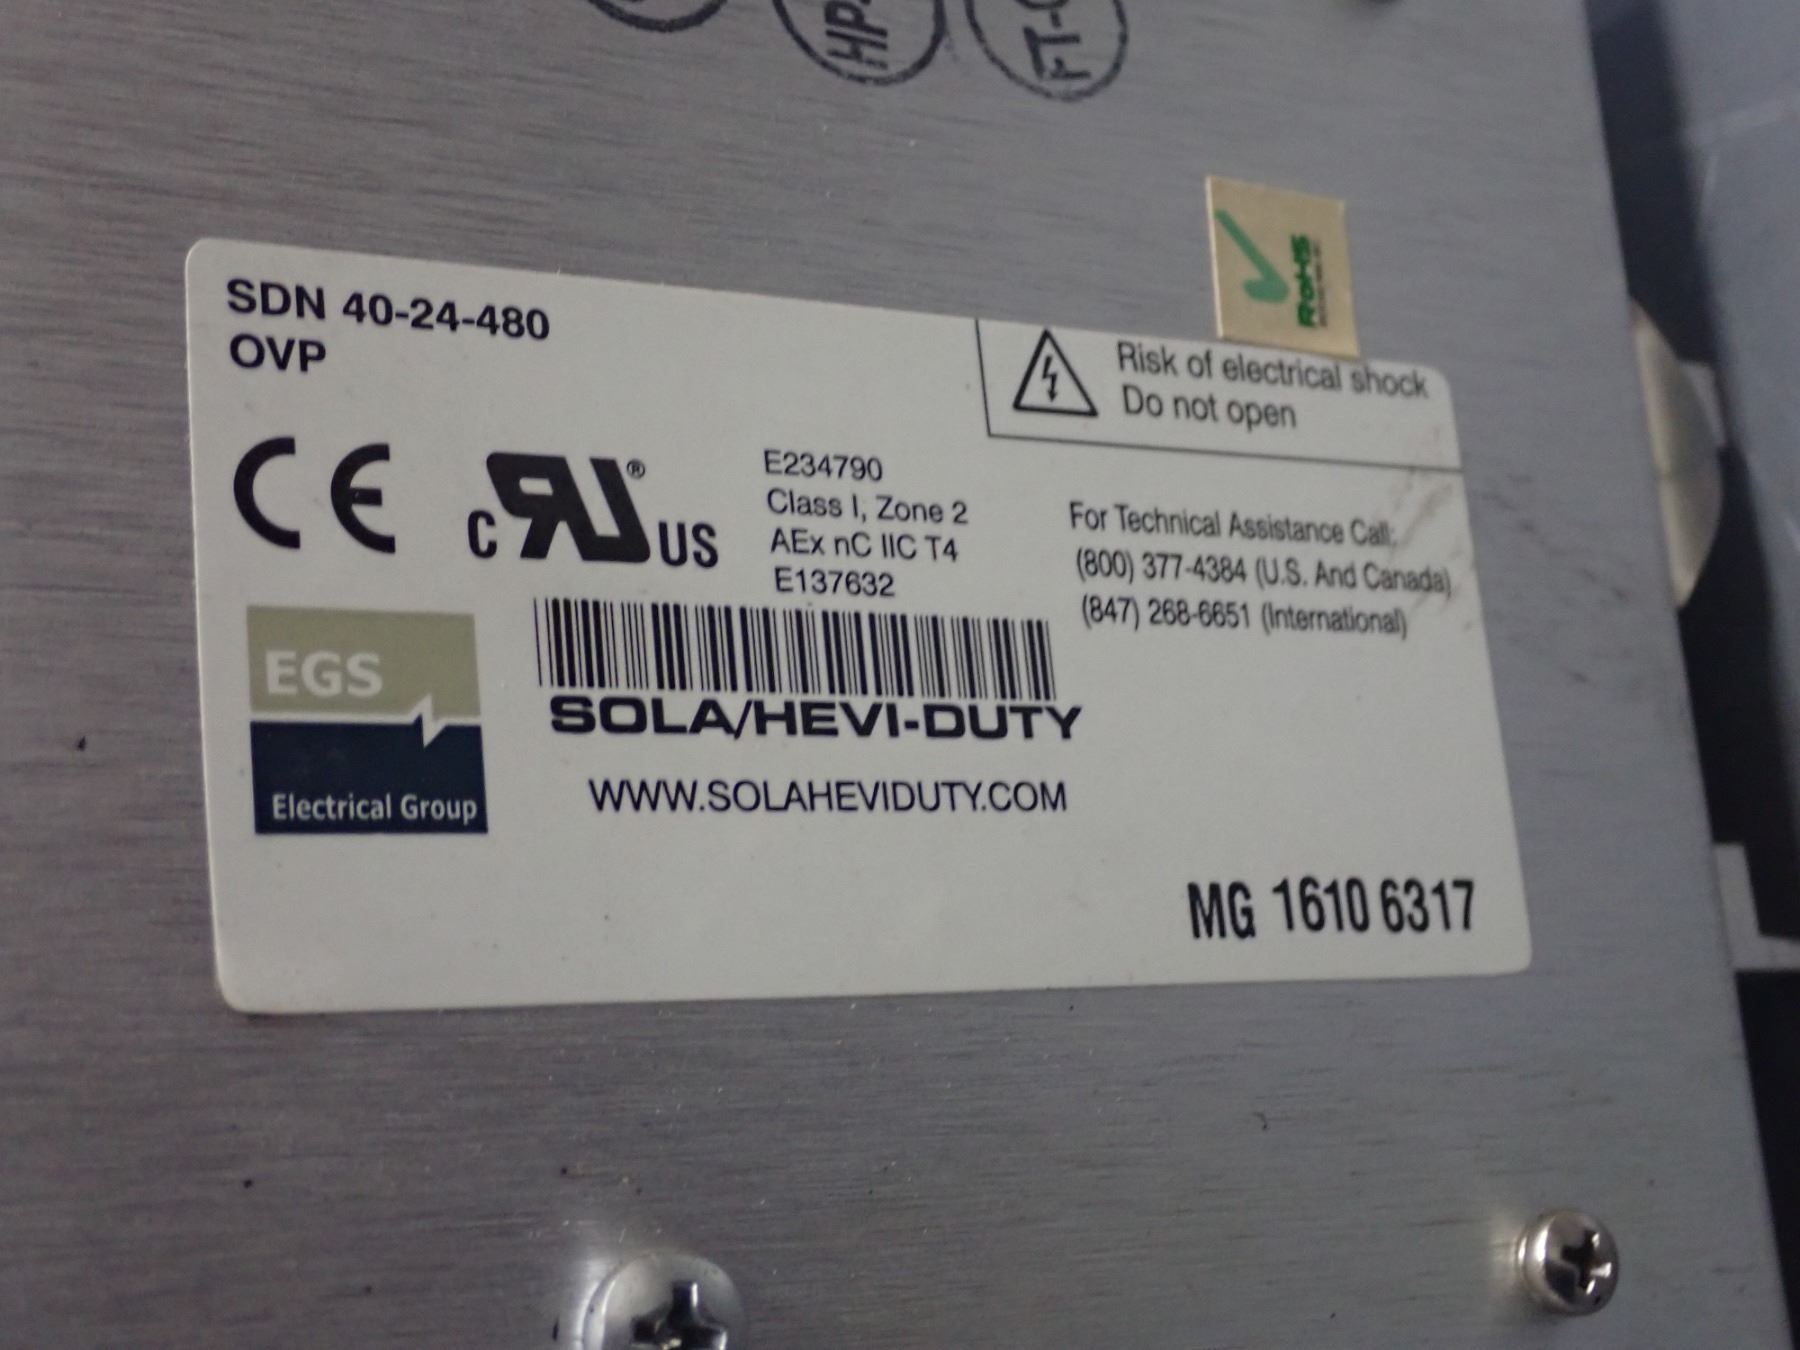 SDN 40-24-480
OVP
RoHS
Risk of electrical shock
Do not open
CE
c RU ® US
E234790
Class I, Zone 2
AEx nC IIC T4
E137632
For Technical Assistance Call:
(800) 377-4384 (U.S. And Canada)
(847) 268-6651 (International)
EGS
Electrical Group
SOLA/HEVI-DUTY
WWW.SOLAHEVIDUTY.COM
MG 1610 6317